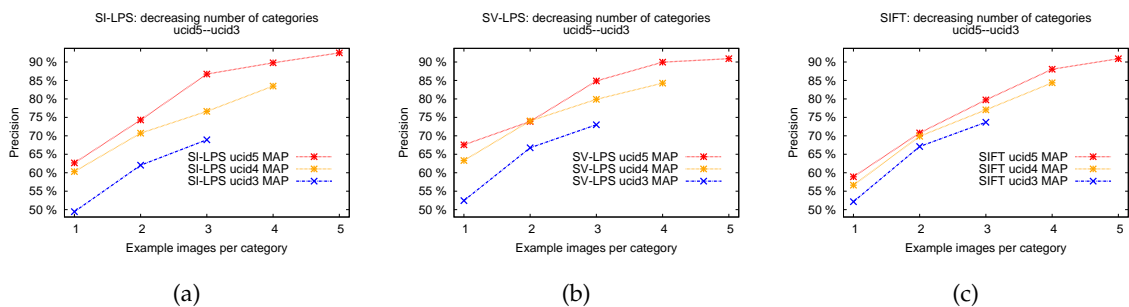 SI-LPS: decreasing number of categories
ucid5--ucid3
Precision
90 %
85 %
80 %
75 %
70 %
65 %
60 %
55 %
50 %
SI-LPS ucid5 MAP
SI-LPS ucid4 MAP
SI-LPS ucid3 MAP
1 2 3 4 5
Example images per category
(a)
SV-LPS: decreasing number of categories
ucid5--ucid3
Precision
90 %
85 %
80 %
75 %
70 %
65 %
60 %
55 %
50 %
SV-LPS ucid5 MAP
SV-LPS ucid4 MAP
SV-LPS ucid3 MAP
1 2 3 4 5
Example images per category
(b)
SIFT: decreasing number of categories
ucid5--ucid3
Precision
90 %
85 %
80 %
75 %
70 %
65 %
60 %
55 %
50 %
SIFT ucid5 MAP
SIFT ucid4 MAP
SIFT ucid3 MAP
1 2 3 4 5
Example images per category
(c)